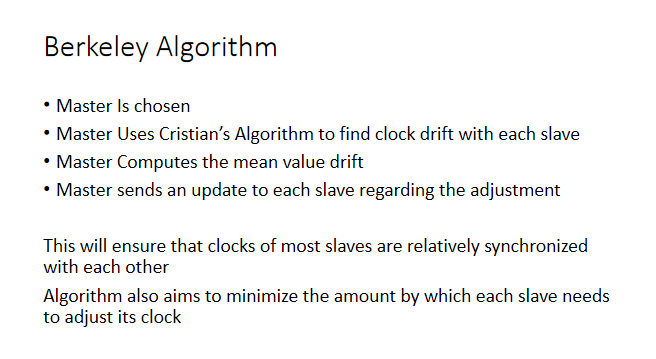 Berkeley Algorithm
• Master Is chosen
• Master Uses Cristian's Algorithm to find clock drift with each slave
• Master Computes the mean value drift
• Master sends an update to each slave regarding the adjustment
This will ensure that clocks of most slaves are relatively synchronized
with each other
Algorithm also aims to minimize the amount by which each slave needs
to adjust its clock